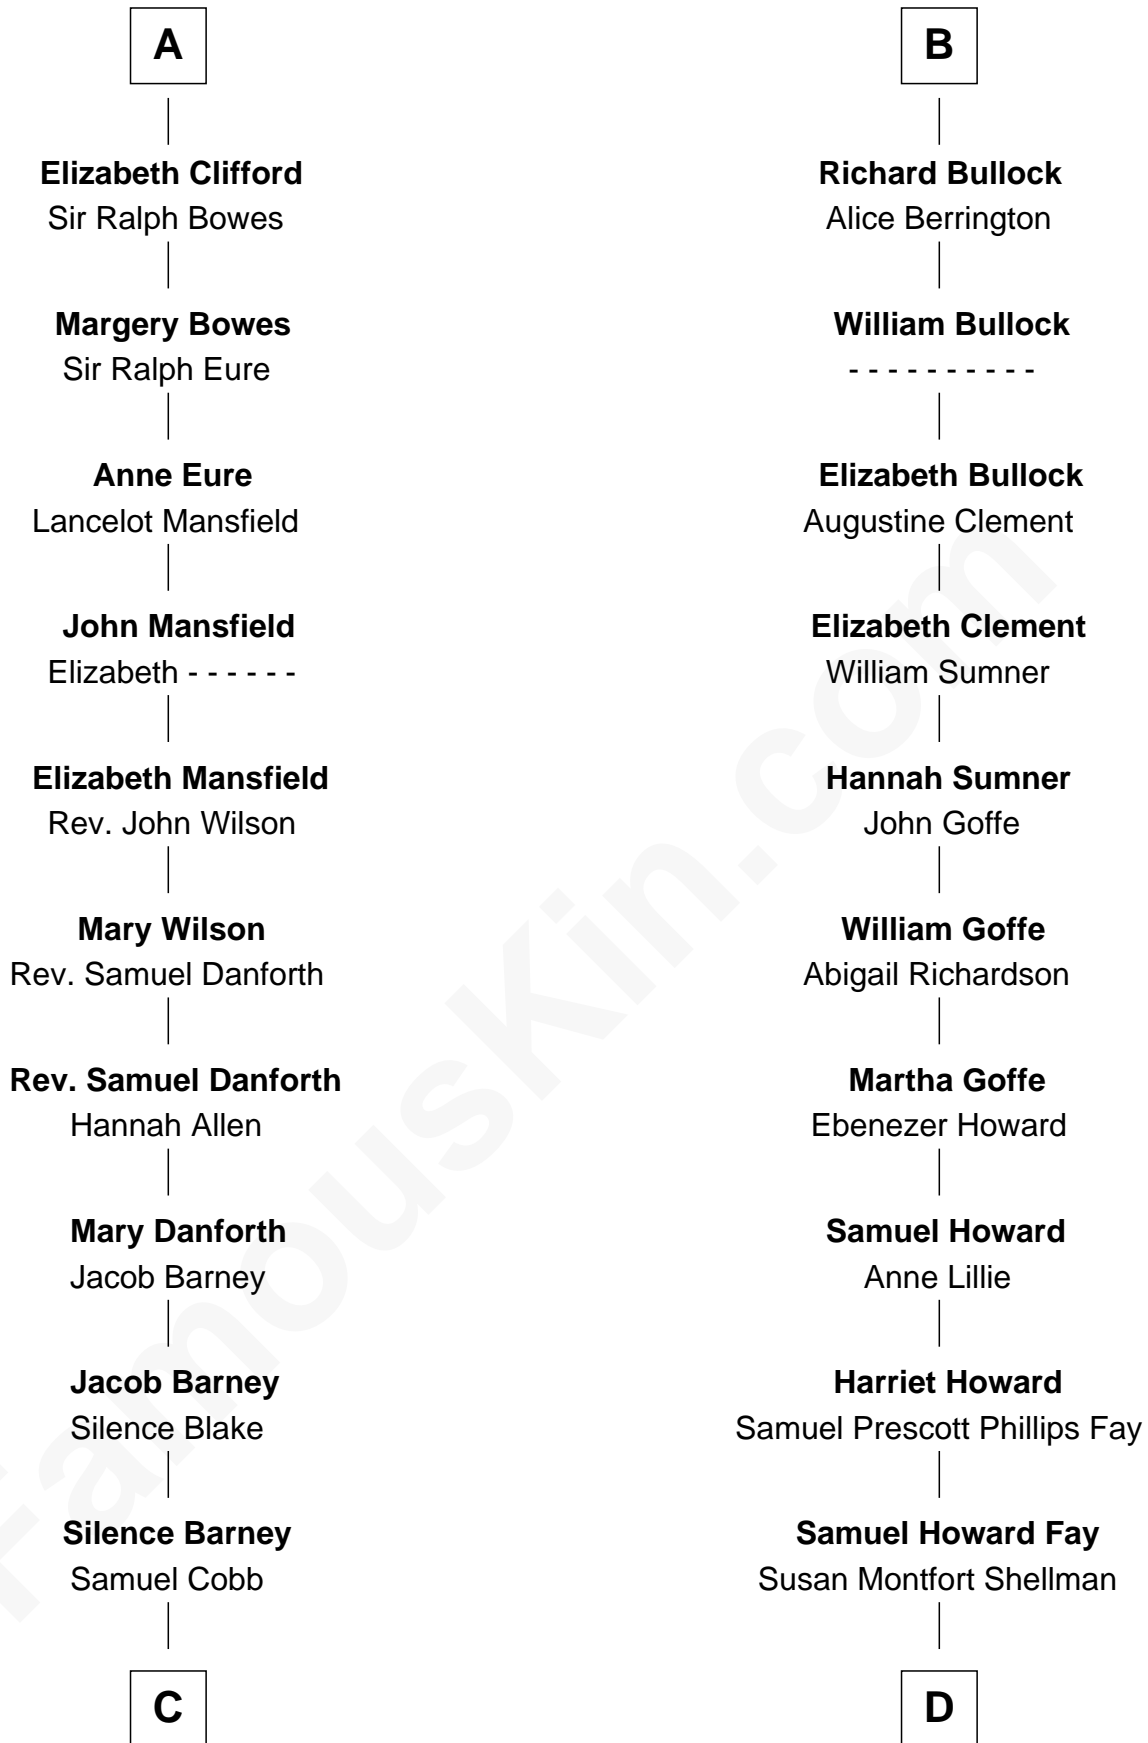 A
Elizabeth Clifford
Sir Ralph Bowes
Margery Bowes
Sir Ralph Eure
Anne Eure
Lancelot Mansfield
John Mansfield
Elizabeth - - - - - -
Elizabeth Mansfield
Rev. John Wilson
Mary Wilson
Rev. Samuel Danforth
Rev. Samuel Danforth
Hannah Allen
Mary Danforth
Jacob Barney
Jacob Barney
Silence Blake
Silence Barney
Samuel Cobb
C
B
Richard Bullock
Alice Berrington
William Bullock
- - - - - - - - - -
Elizabeth Bullock
Augustine Clement
Elizabeth Clement
William Sumner
Hannah Sumner
John Goffe
William Goffe
Abigail Richardson
Martha Goffe
Ebenezer Howard
Samuel Howard
Anne Lillie
Harriet Howard
Samuel Prescott Phillips Fay
Samuel Howard Fay
Susan Montfort Shellman
D
FamousKin.com